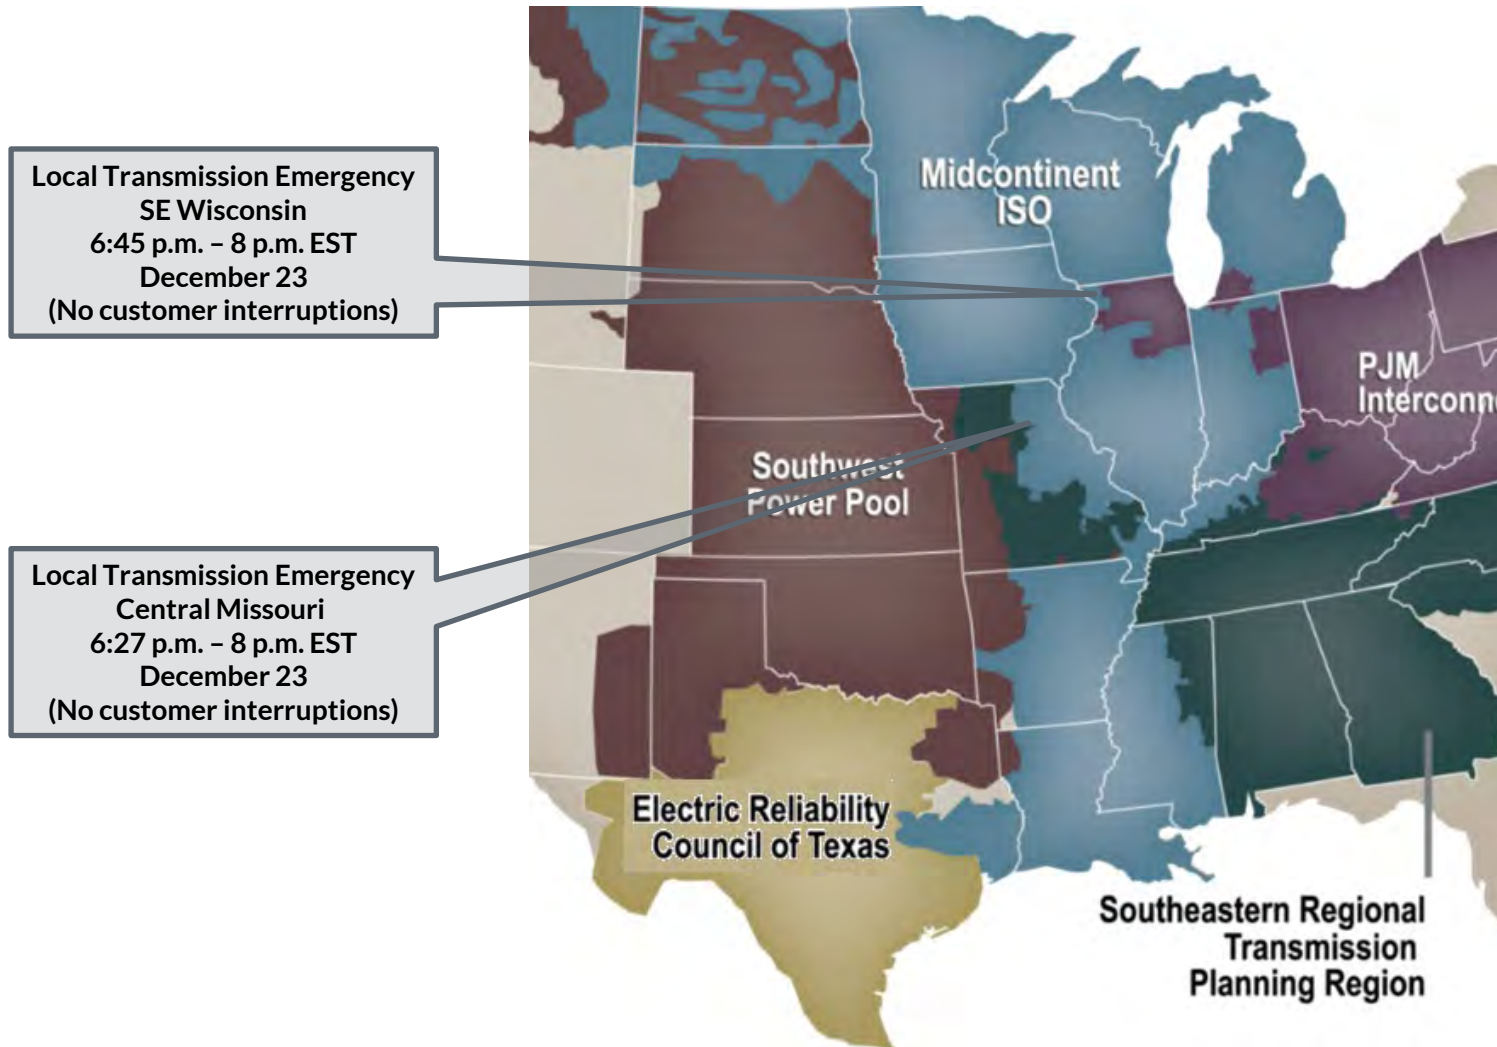 Local Transmission Emergency
SE Wisconsin
6:45 p.m. – 8 p.m. EST
December 23
(No customer interruptions)
Local Transmission Emergency
Central Missouri
6:27 p.m. – 8 p.m. EST
December 23
(No customer interruptions)
Midcontinent
ISO
PJM
Interconne
Southwest
Power Pool
Electric Reliability
Council of Texas
Southeastern Regional
Transmission
Planning Region